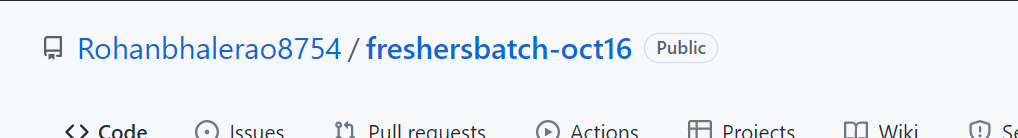 Rohanbhalerao8754 / freshersbatch-oct16 Public
Code Issues Pull requests Actions Projects Wiki